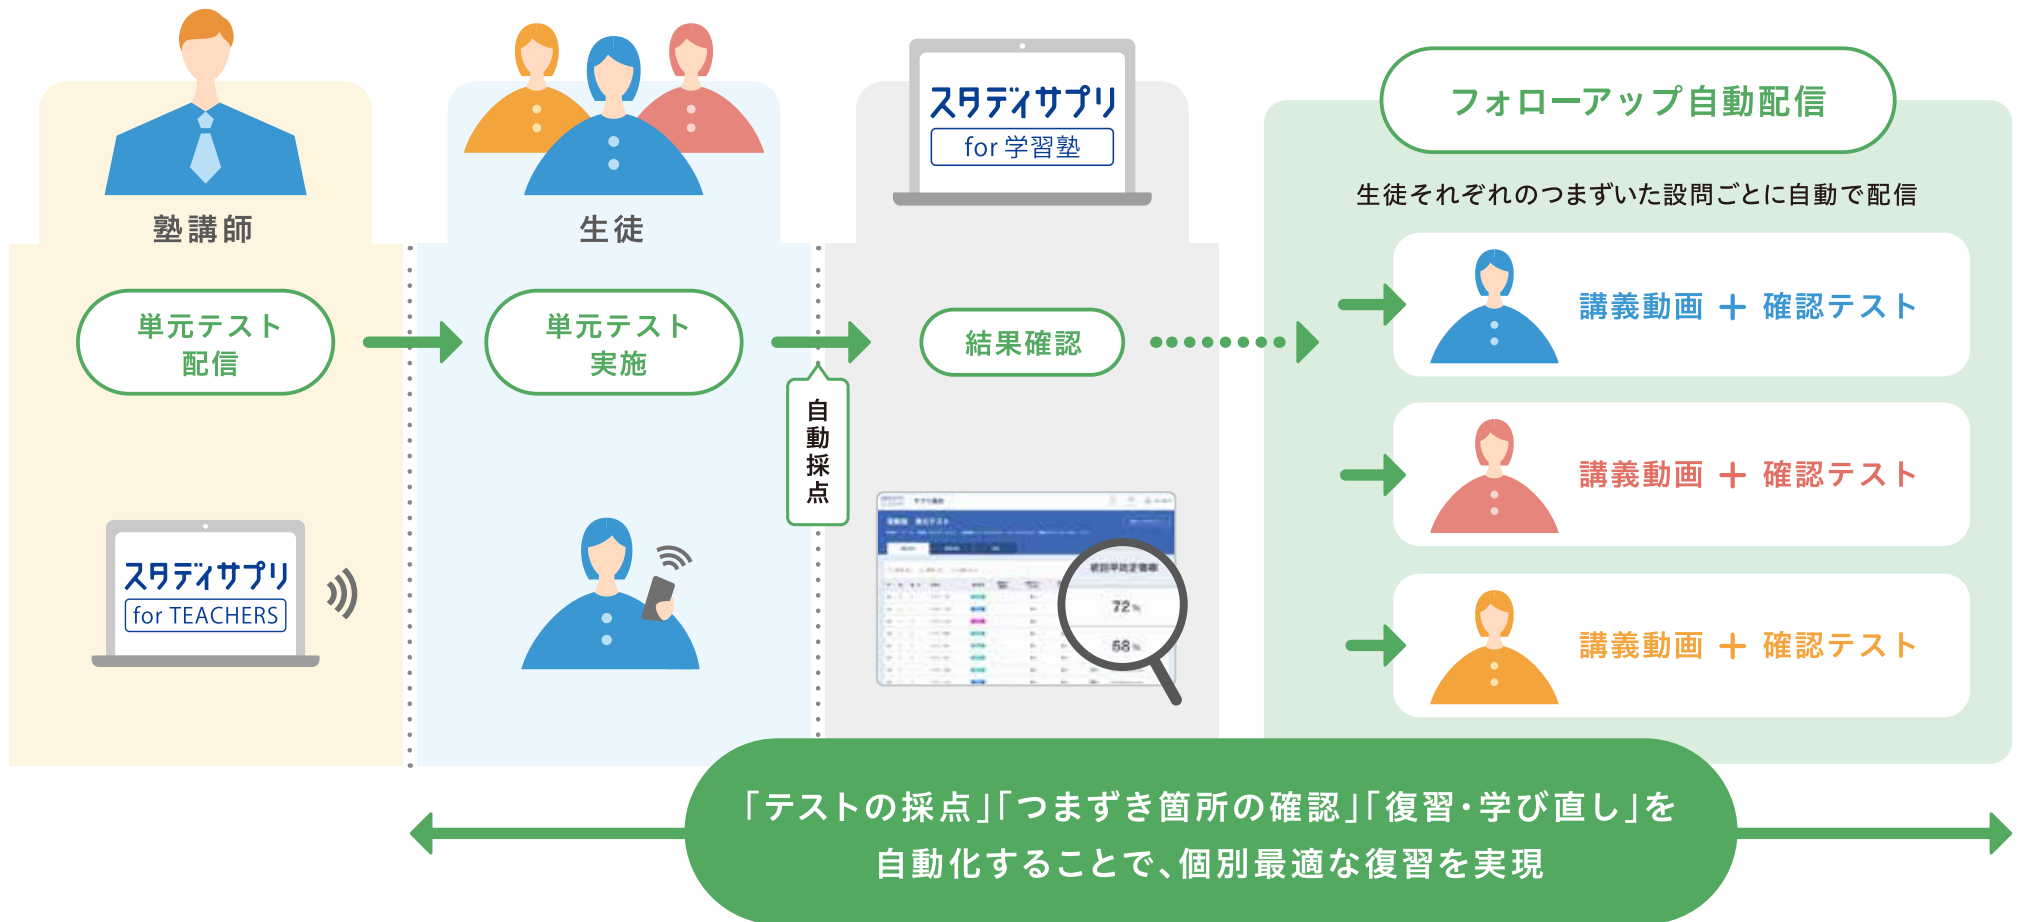 塾講師
単元テスト
配信
スタディサプリ
for TEACHERS
生徒
単元テスト
実施
自動採点
スタディサプリ
for 学習塾
結果確認
単元テスト
72%
58%
フォローアップ自動配信
生徒それぞれのつまずいた設問ごとに自動で配信
講義動画 + 確認テスト
講義動画 + 確認テスト
講義動画 + 確認テスト
「テストの採点」「つまずき箇所の確認」「復習・学び直し」を
自動化することで、個別最適な復習を実現